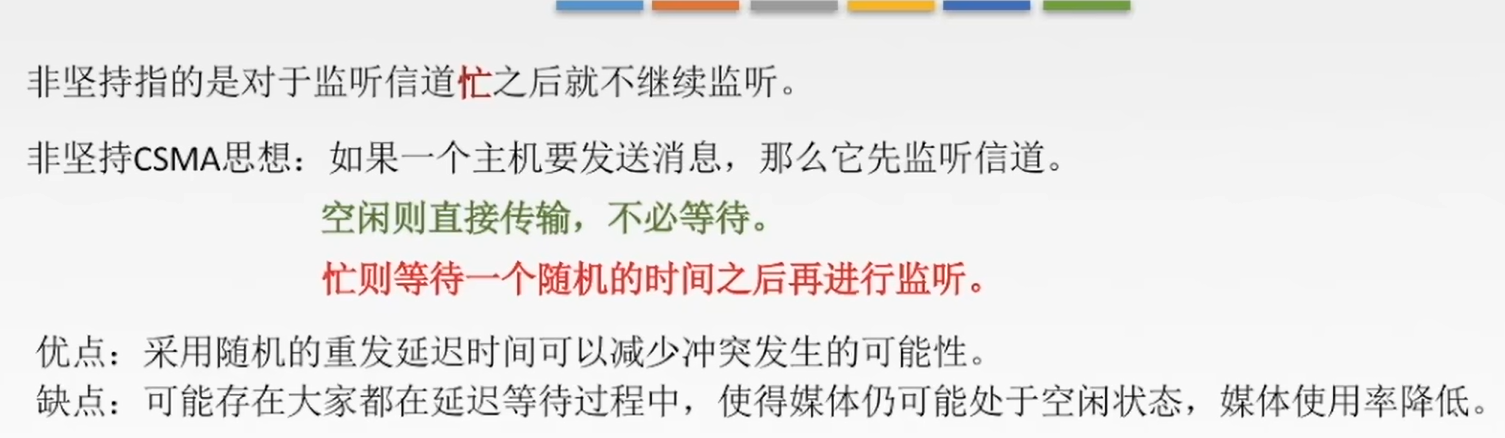 非坚持指的是对于监听信道忙之后就不继续监听。
非坚持CSMA思想：如果一个主机要发送消息，那么它先监听信道。
空闲则直接传输，不必等待。
忙则等待一个随机的时间之后再进行监听。
优点：采用随机的重发延迟时间可以减少冲突发生的可能性。
缺点：可能存在大家都在延迟等待过程中，使得媒体仍可能处于空闲状态，媒体使用率降低。